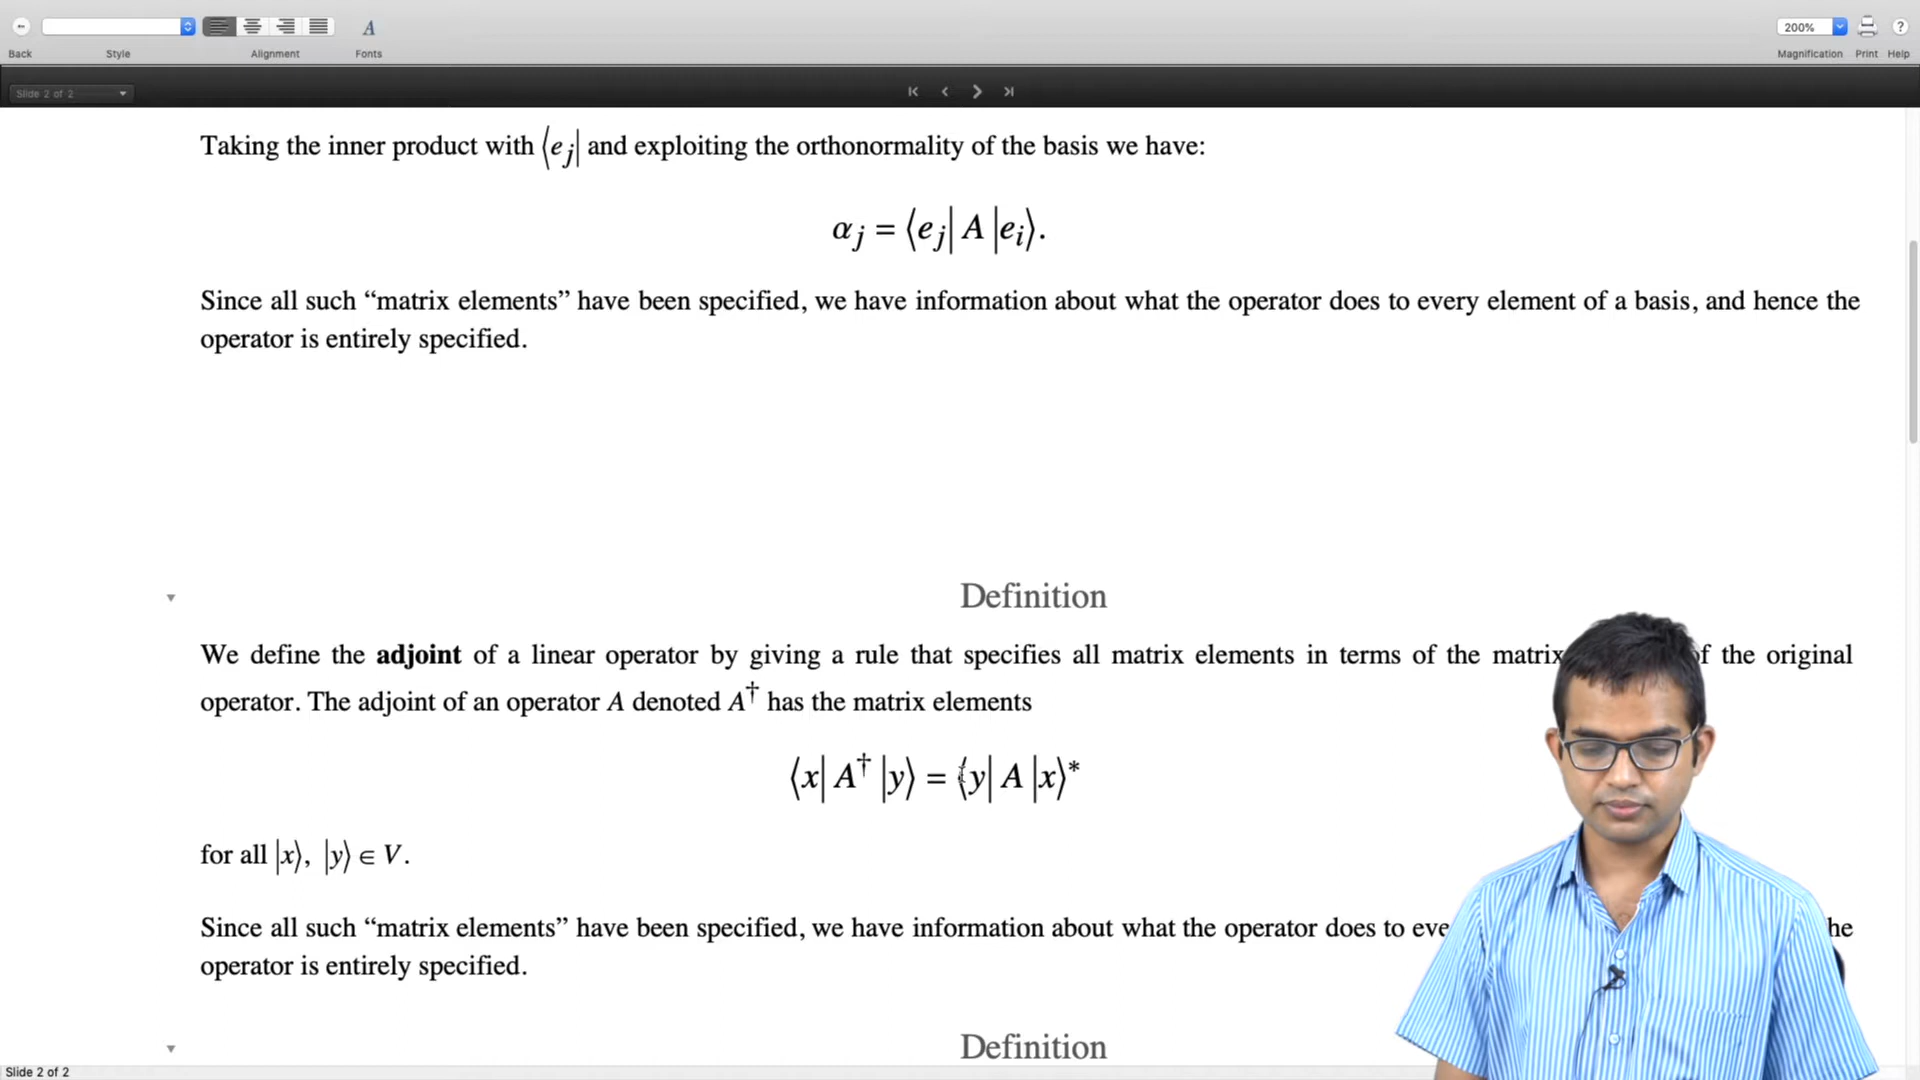 200%
Back Style Alignment Fonts Magnification Print Help
Slide 2 of 2
Taking the inner product with ⟨e_j| and exploiting the orthonormality of the basis we have:
α_j = ⟨e_j| A |e_i⟩.
Since all such “matrix elements” have been specified, we have information about what the operator does to every element of a basis, and hence the
operator is entirely specified.
Definition
We define the adjoint of a linear operator by giving a rule that specifies all matrix elements in terms of the matrix of the original
operator. The adjoint of an operator A denoted A† has the matrix elements
⟨x| A† |y⟩ = ⟨y| A |x⟩*
for all |x⟩, |y⟩ ∈ V.
Since all such “matrix elements” have been specified, we have information about what the operator does to
operator is entirely specified.
Definition
Slide 2 of 2